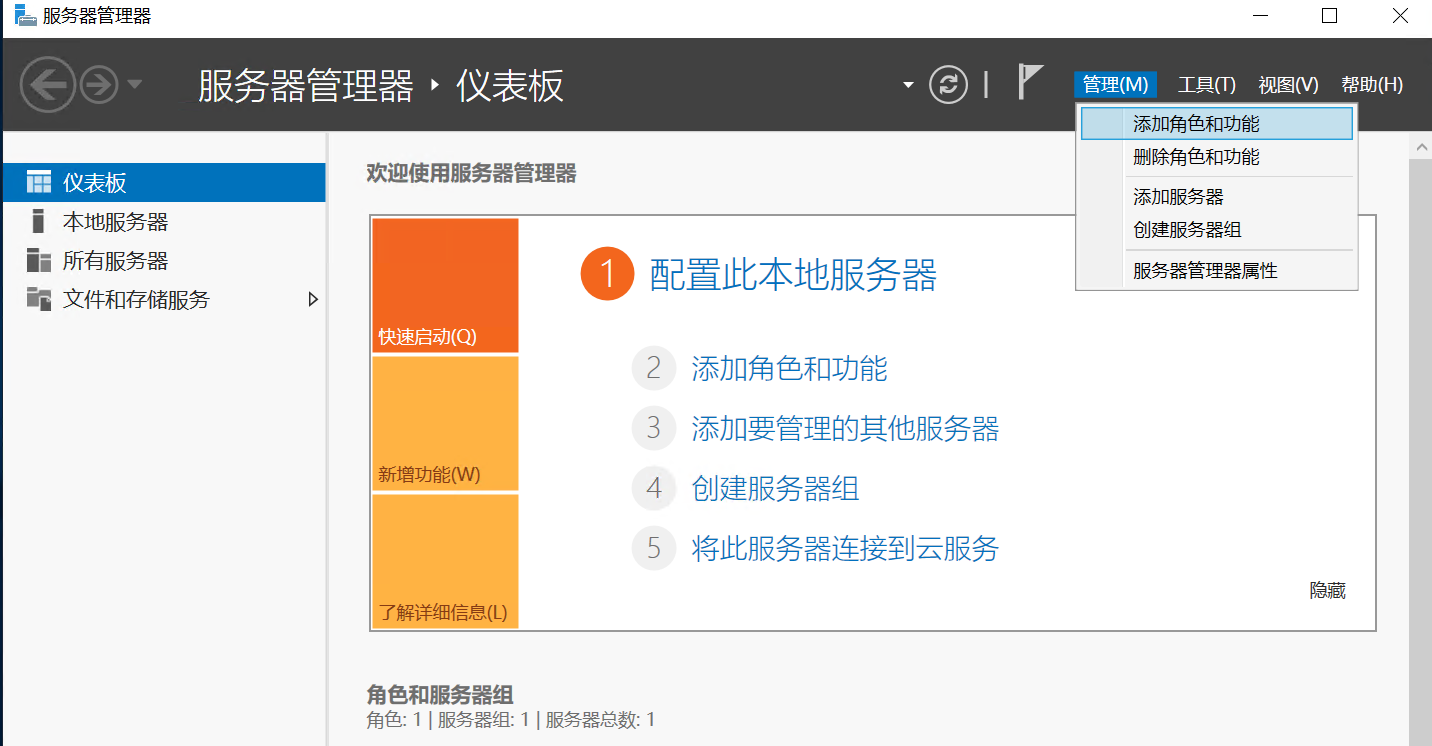 服务器管理器
服务器管理器 ‣ 仪表板
管理(M) 工具(T) 视图(V) 帮助(H)
添加角色和功能
删除角色和功能
添加服务器
创建服务器组
服务器管理器属性
仪表板
本地服务器
所有服务器
文件和存储服务
欢迎使用服务器管理器
快速启动(Q)
新增功能(W)
了解详细信息(L)
1 配置此本地服务器
2 添加角色和功能
3 添加要管理的其他服务器
4 创建服务器组
5 将此服务器连接到云服务
隐藏
角色和服务器组
角色: 1 | 服务器组: 1 | 服务器总数: 1